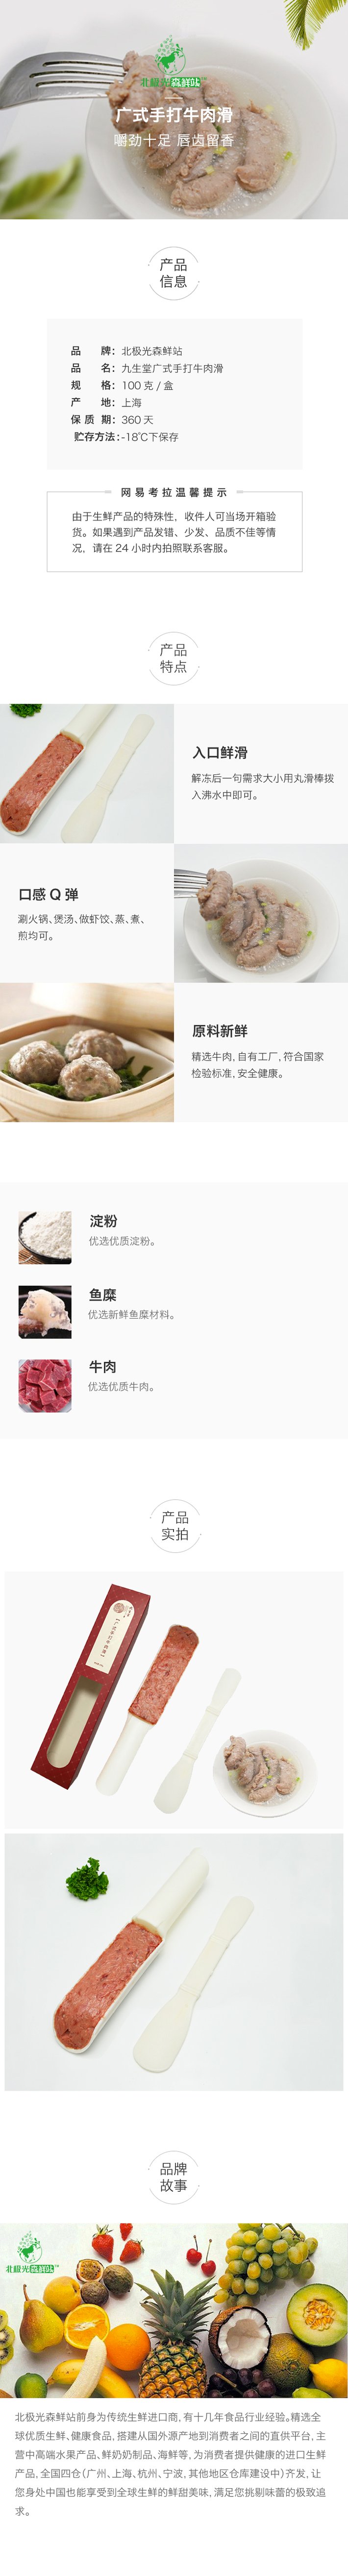 北极光森鲜站™
广式手打牛肉滑
嚼劲十足 唇齿留香
产品
信息
品 牌：北极光森鲜站
品 名：九生堂广式手打牛肉滑
规 格：100 克 / 盒
产 地：上海
保 质 期：360 天
贮存方法：-18℃下保存
网易考拉温馨提示
由于生鲜产品的特殊性，收件人可当场开箱验
货。如果遇到产品发错、少发、品质不佳等情
况，请在 24 小时内拍照联系客服。
产品
特点
入口鲜滑
解冻后一句需求大小用丸滑棒拨
入沸水中即可。
口感 Q 弹
涮火锅、煲汤、做虾饺、蒸、煮、
煎均可。
原料新鲜
精选牛肉，自有工厂，符合国家
检验标准，安全健康。
淀粉
优选优质淀粉。
鱼糜
优选新鲜鱼糜材料。
牛肉
优选优质牛肉。
产品
实拍
广式手打牛肉滑
品牌
故事
北极光森鲜站™
北极光森鲜站前身为传统生鲜进口商，有十几年食品行业经验。精选全
球优质生鲜、健康食品，搭建从国外源产地到消费者之间的直供平台，主
营中高端水果产品、鲜奶奶制品、海鲜等，为消费者提供健康的进口生鲜
产品，全国四仓（广州、上海、杭州、宁波，其他地区仓库建设中）齐发，让
您身处中国也能享受到全球生鲜的鲜甜美味，满足您挑剔味蕾的极致追
求。